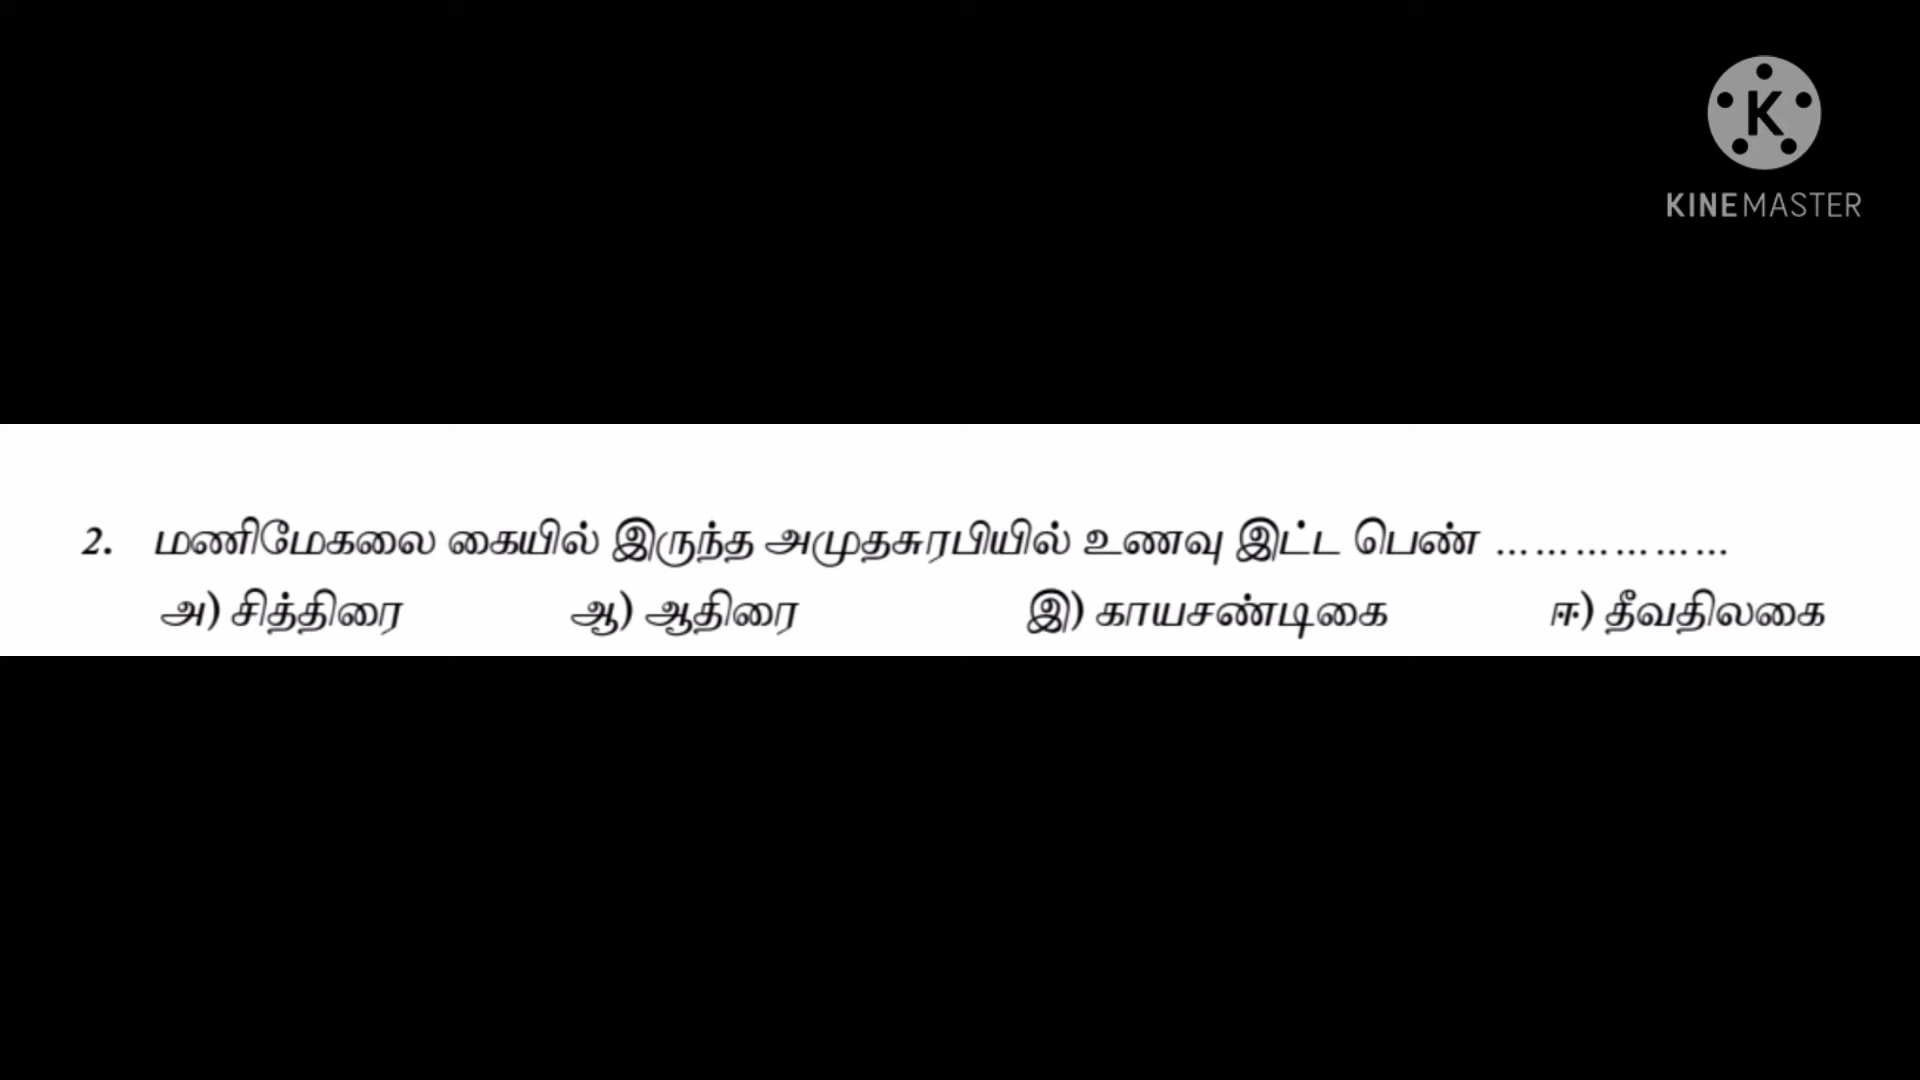 K
KINEMASTER
2. மணிமேகலை கையில் இருந்த அமுதசுரபியில் உணவு இட்ட பெண் ..................
அ) சித்திரை ஆ) ஆதிரை இ) காயசண்டிகை ஈ) தீவதிலகை